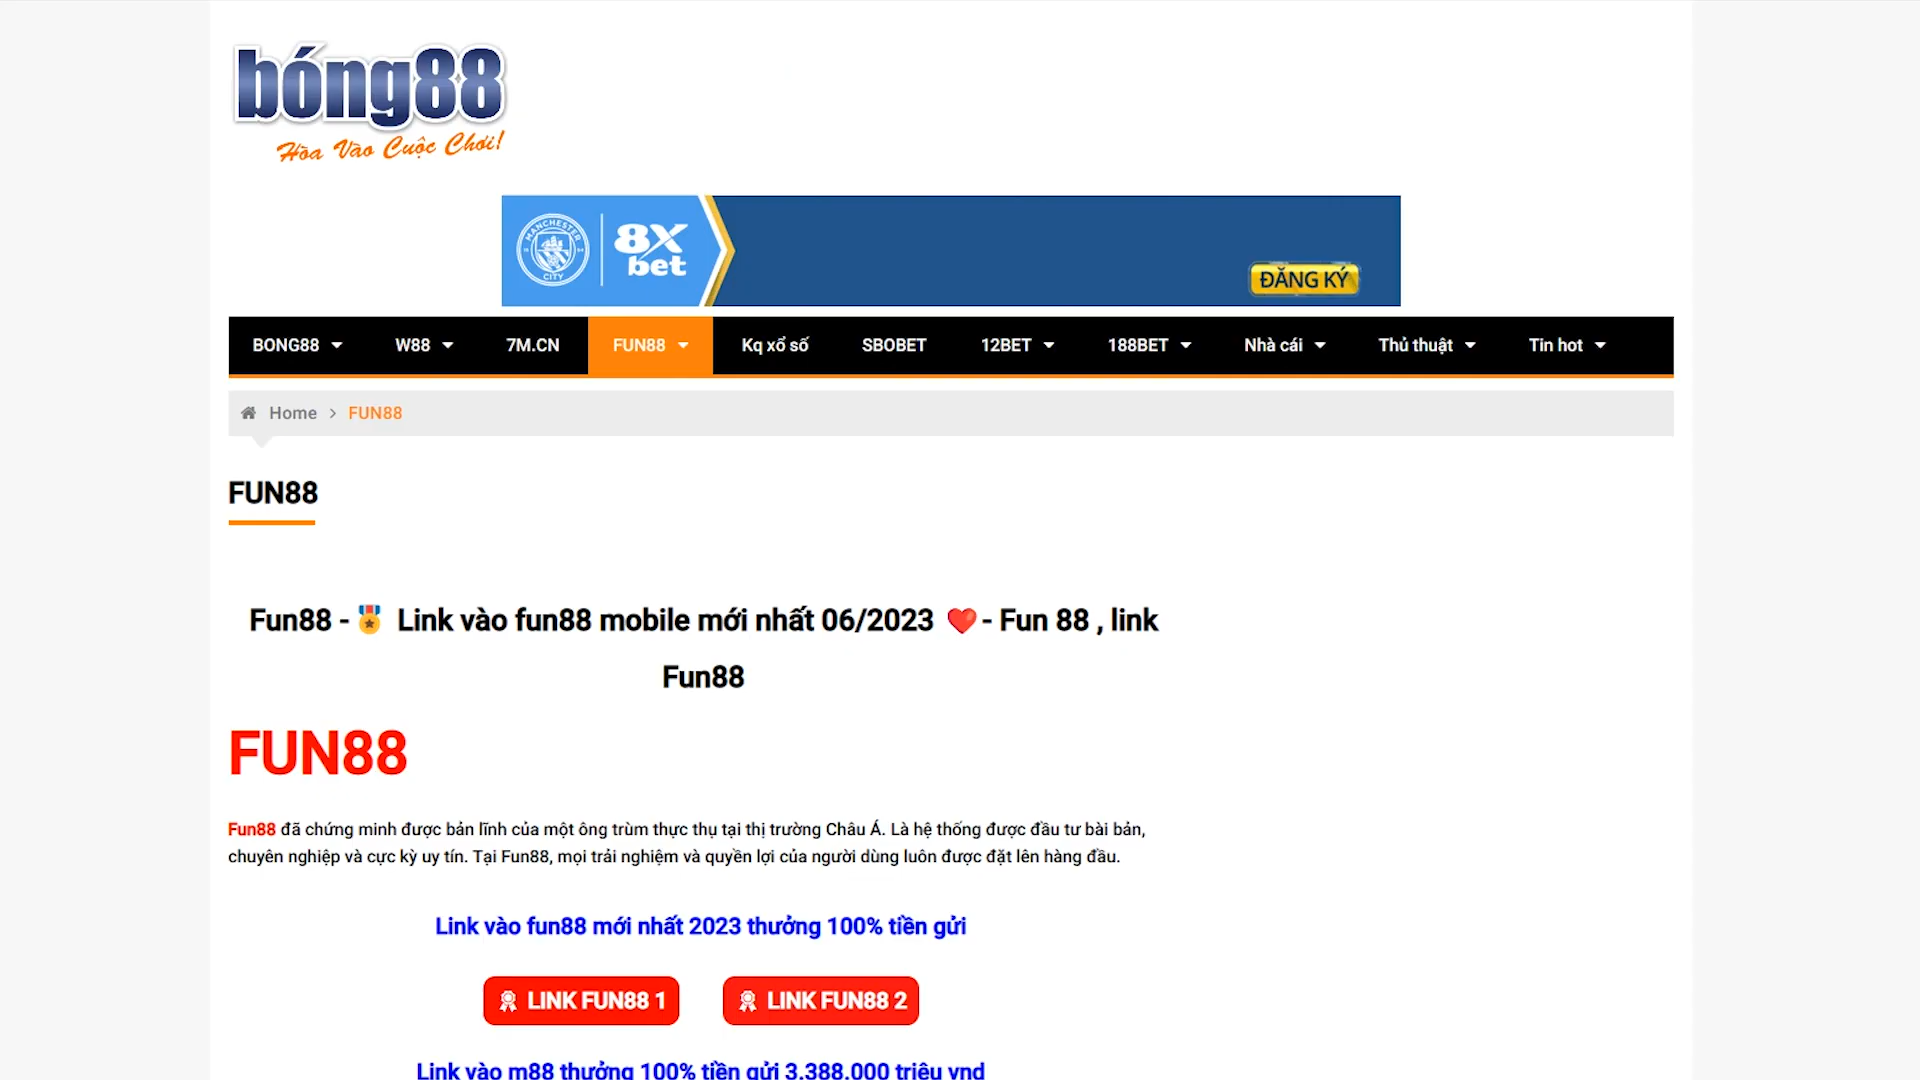 bóng88
Hòa Vào Cuộc Chơi!
MANCHESTER
CITY
8X
bet
ĐĂNG KÝ
BONG88 W88 7M.CN FUN88 Kq xổ số SBOBET 12BET 188BET Nhà cái Thủ thuật Tin hot
Home > FUN88
FUN88
Fun88 - 🏅 Link vào fun88 mobile mới nhất 06/2023 ❤️ - Fun 88 , link
Fun88
FUN88
Fun88 đã chứng minh được bản lĩnh của một ông trùm thực thụ tại thị trường Châu Á. Là hệ thống được đầu tư bài bản,
chuyên nghiệp và cực kỳ uy tín. Tại Fun88, mọi trải nghiệm và quyền lợi của người dùng luôn được đặt lên hàng đầu.
Link vào fun88 mới nhất 2023 thưởng 100% tiền gửi
LINK FUN88 1 LINK FUN88 2
Link vào m88 thưởng 100% tiền gửi 3.388.000 triệu vnd